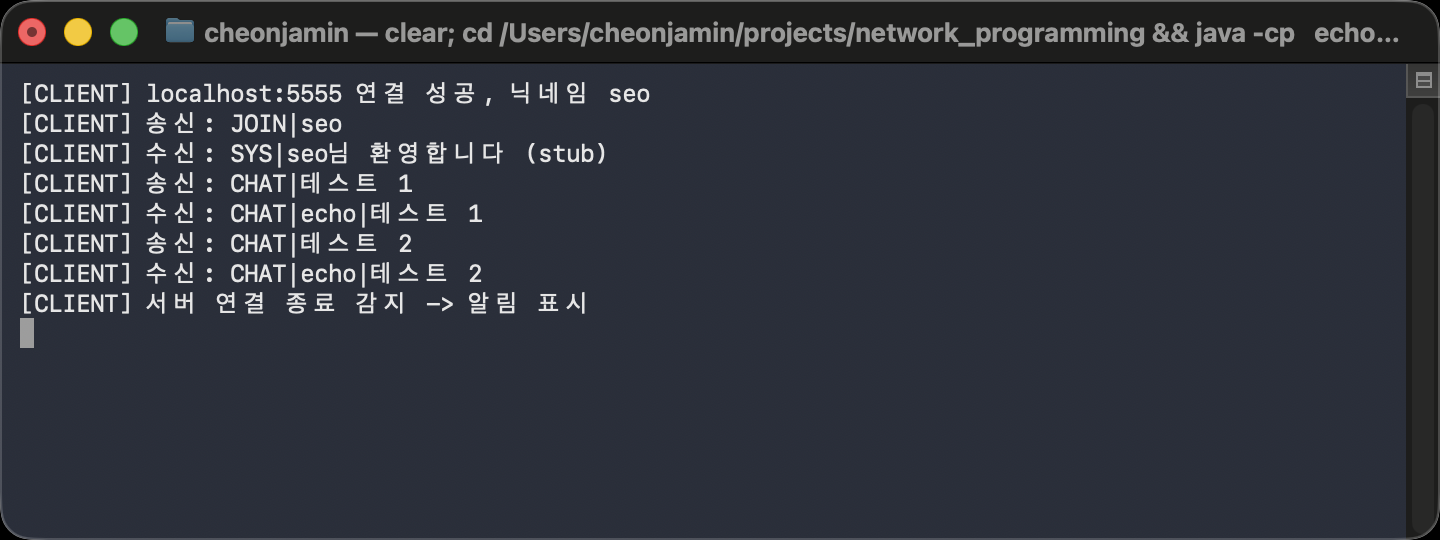 cheonjamin — clear; cd /Users/cheonjamin/projects/network_programming && java -cp echo...
[CLIENT] localhost:5555 연결 성공, 닉네임 seo
[CLIENT] 송신: JOIN|seo
[CLIENT] 수신: SYS|seo님 환영합니다 (stub)
[CLIENT] 송신: CHAT|테스트 1
[CLIENT] 수신: CHAT|echo|테스트 1
[CLIENT] 송신: CHAT|테스트 2
[CLIENT] 수신: CHAT|echo|테스트 2
[CLIENT] 서버 연결 종료 감지 -> 알림 표시